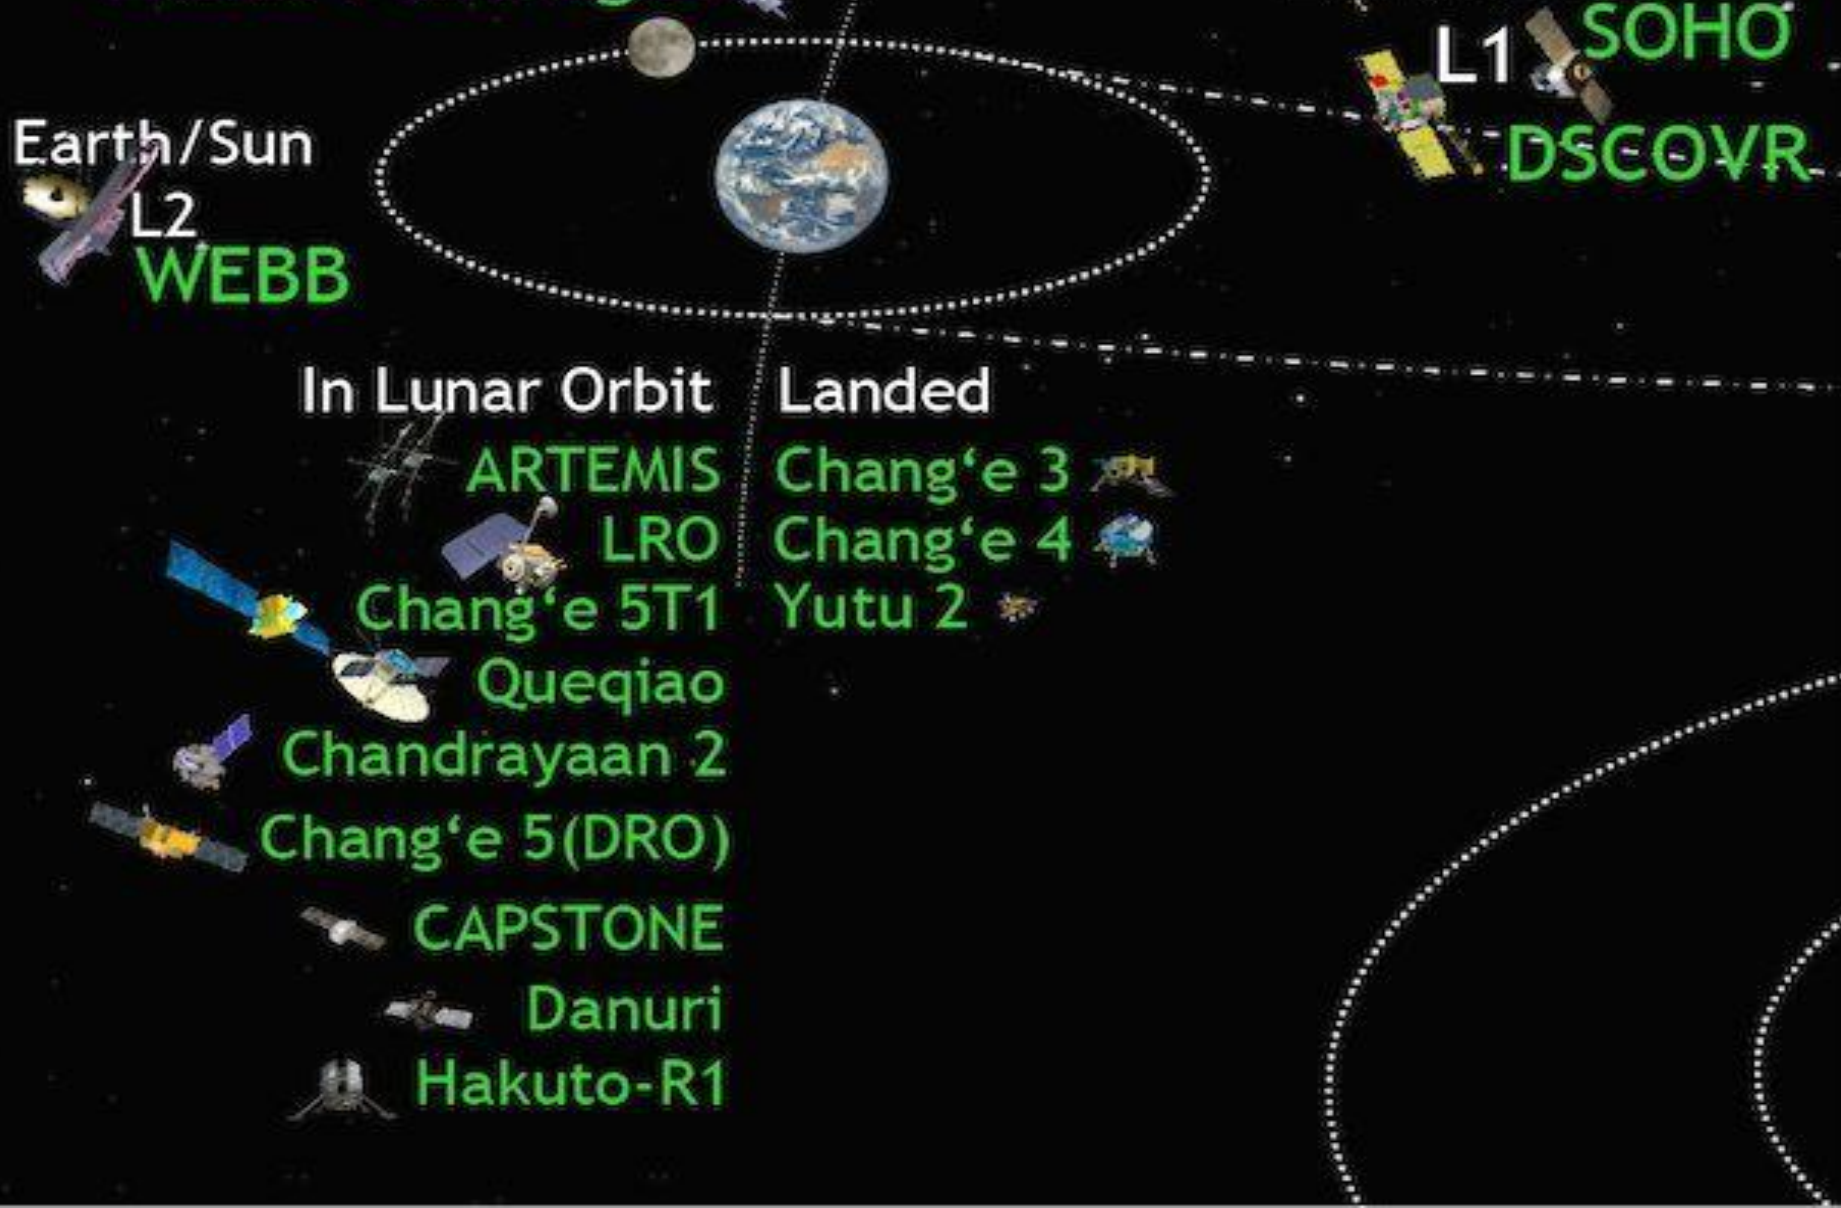 SOHO
L1
DSCOVR
Earth/Sun
L2
WEBB
In Lunar Orbit
ARTEMIS
LRO
Chang‘e 5T1
Queqiao
Chandrayaan 2
Chang‘e 5(DRO)
CAPSTONE
Danuri
Hakuto-R1
Landed
Chang‘e 3
Chang‘e 4
Yutu 2